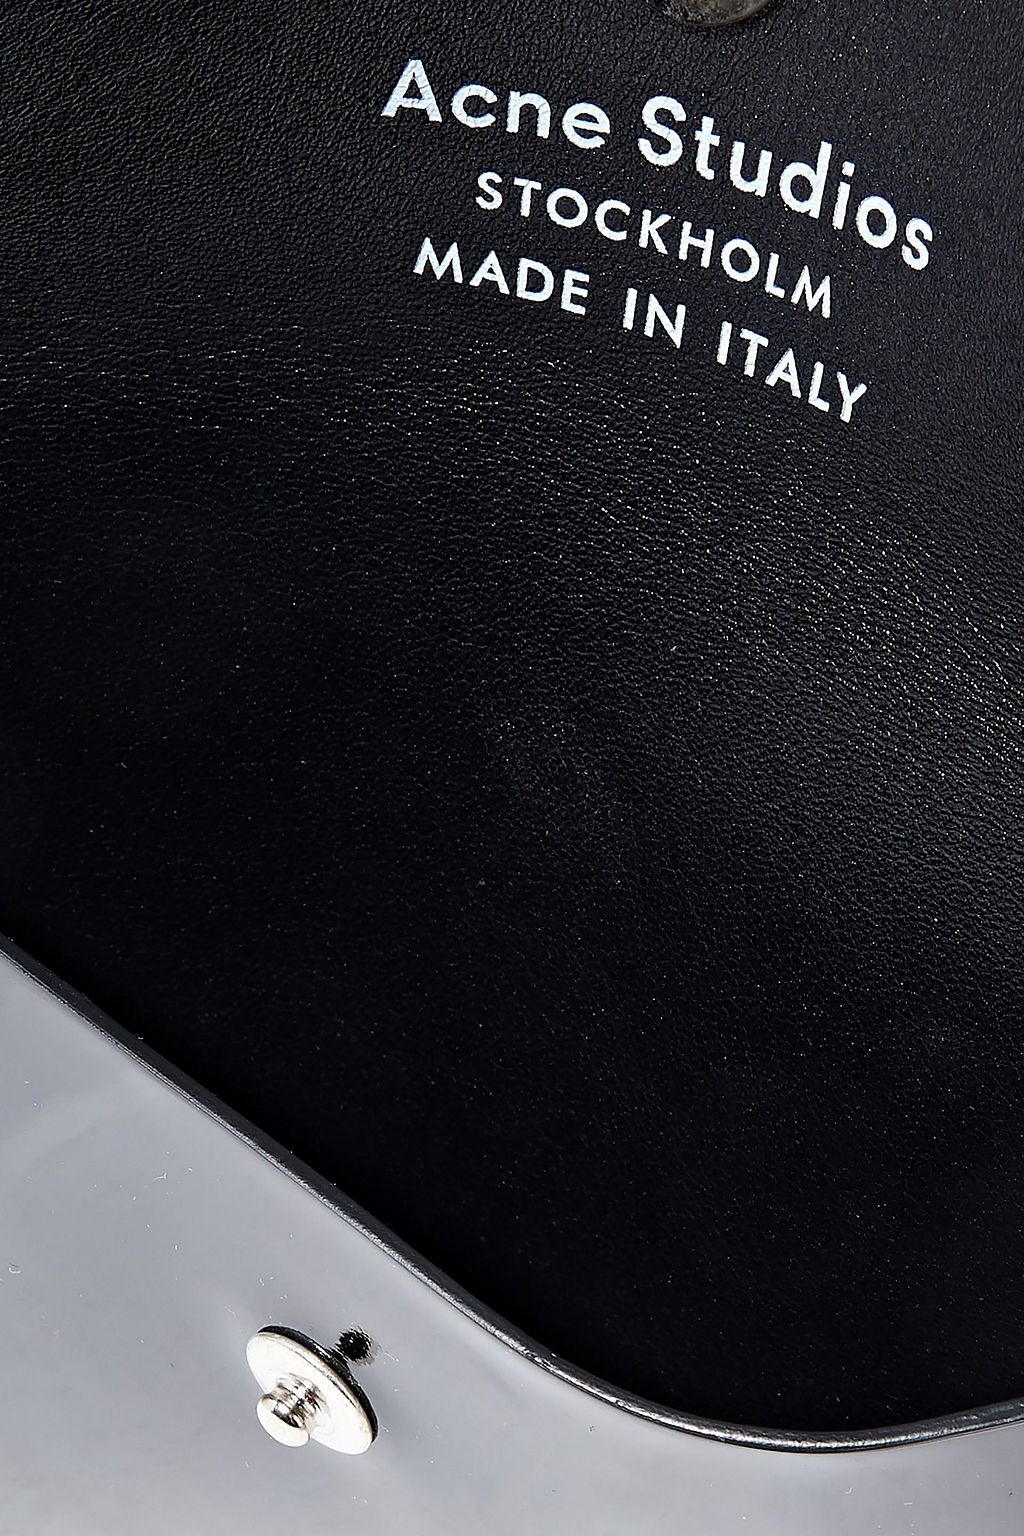 Acne Studios
STOCKHOLM
MADE IN ITALY